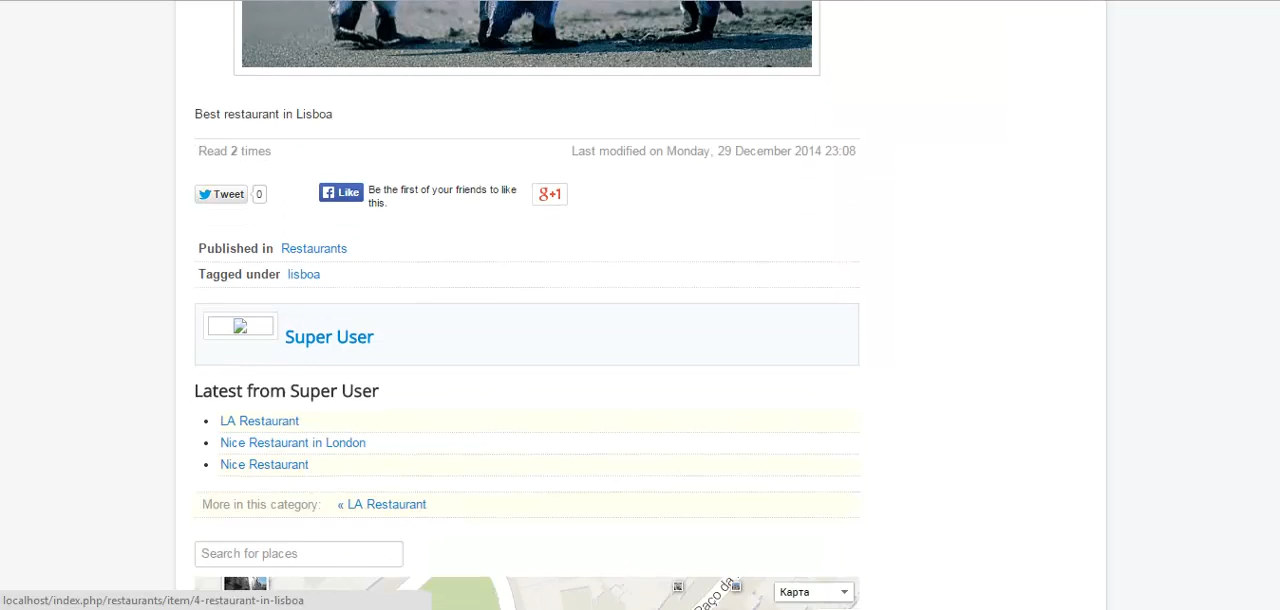 Best restaurant in Lisboa
Read 2 times Last modified on Monday, 29 December 2014 23:08
Tweet 0 Like Be the first of your friends to like this. g+1
Published in Restaurants
Tagged under lisboa
Super User
Latest from Super User
• LA Restaurant
• Nice Restaurant in London
• Nice Restaurant
More in this category: « LA Restaurant
Search for places
Paço da
Карта
localhost/index.php/restaurants/item/4-restaurant-in-lisboa